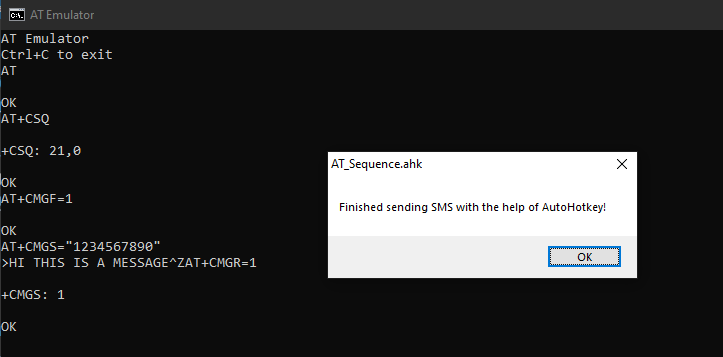 AT Emulator
AT Emulator
Ctrl+C to exit
AT
OK
AT+CSQ
+CSQ: 21,0
OK
AT+CMGF=1
OK
AT+CMGS="1234567890"
>HI THIS IS A MESSAGE^ZAT+CMGR=1
+CMGS: 1
OK
AT_Sequence.ahk
Finished sending SMS with the help of AutoHotkey!
OK